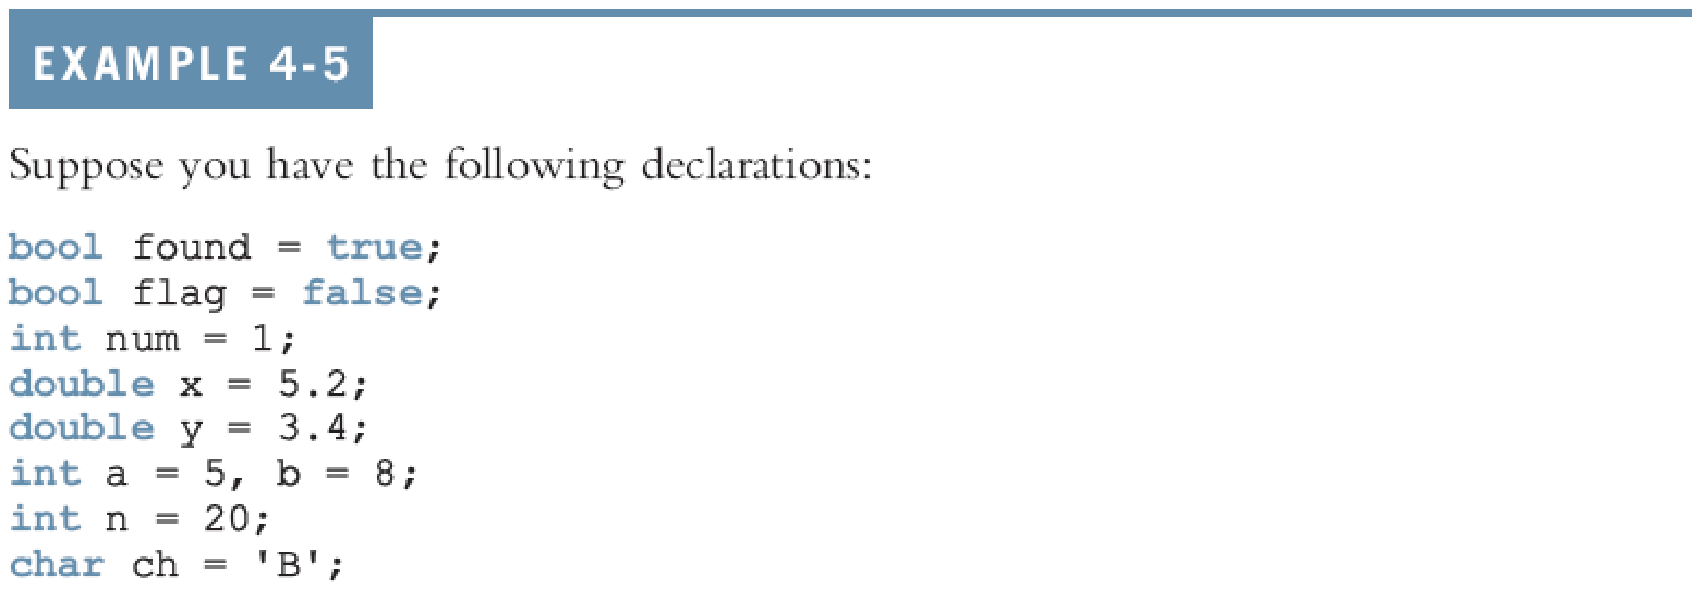 EXAMPLE 4-5
Suppose you have the following declarations:
bool found = true;
bool flag = false;
int num = 1;
double x = 5.2;
double y = 3.4;
int a = 5, b = 8;
int n = 20;
char ch = 'B';